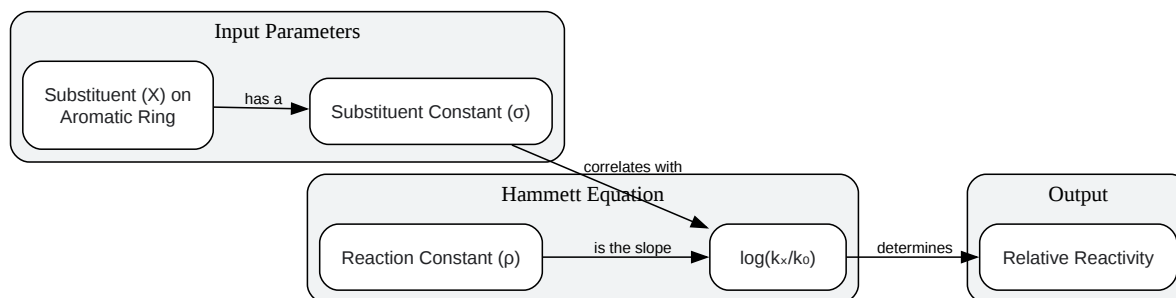 Input Parameters
Substituent (X) on
Aromatic Ring
has a
Substituent Constant (σ)
correlates with
Hammett Equation
Reaction Constant (ρ)
is the slope
log(kₓ/k₀)
determines
Output
Relative Reactivity